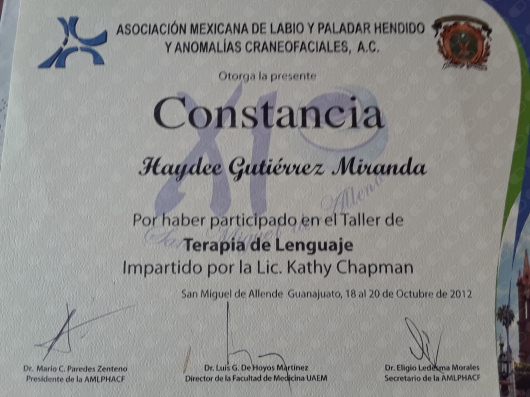 ASOCIACIÓN MEXICANA DE LABIO Y PALADAR HENDIDO
Y ANOMALÍAS CRANEOFACIALES, A.C.
Otorga la presente
Constancia
Haydee Gutiérrez Miranda
Por haber participado en el Taller de
Terapia de Lenguaje
Impartido por la Lic. Kathy Chapman
San Miguel de Allende Guanajuato, 18 al 20 de Octubre de 2012
Dr. Mario C. Paredes Zenteno
Presidente de la AMLPHACF
Dr. Luis G. De Hoyos Martínez
Director de la Facultad de Medicina UAEM
Dr. Eligio Ledesma Morales
Secretario de la AMLPHACF